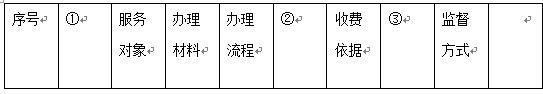 序号 ① 服务 办理 办理 ② 收费 ③ 监督
对象 材料 流程 依据 方式